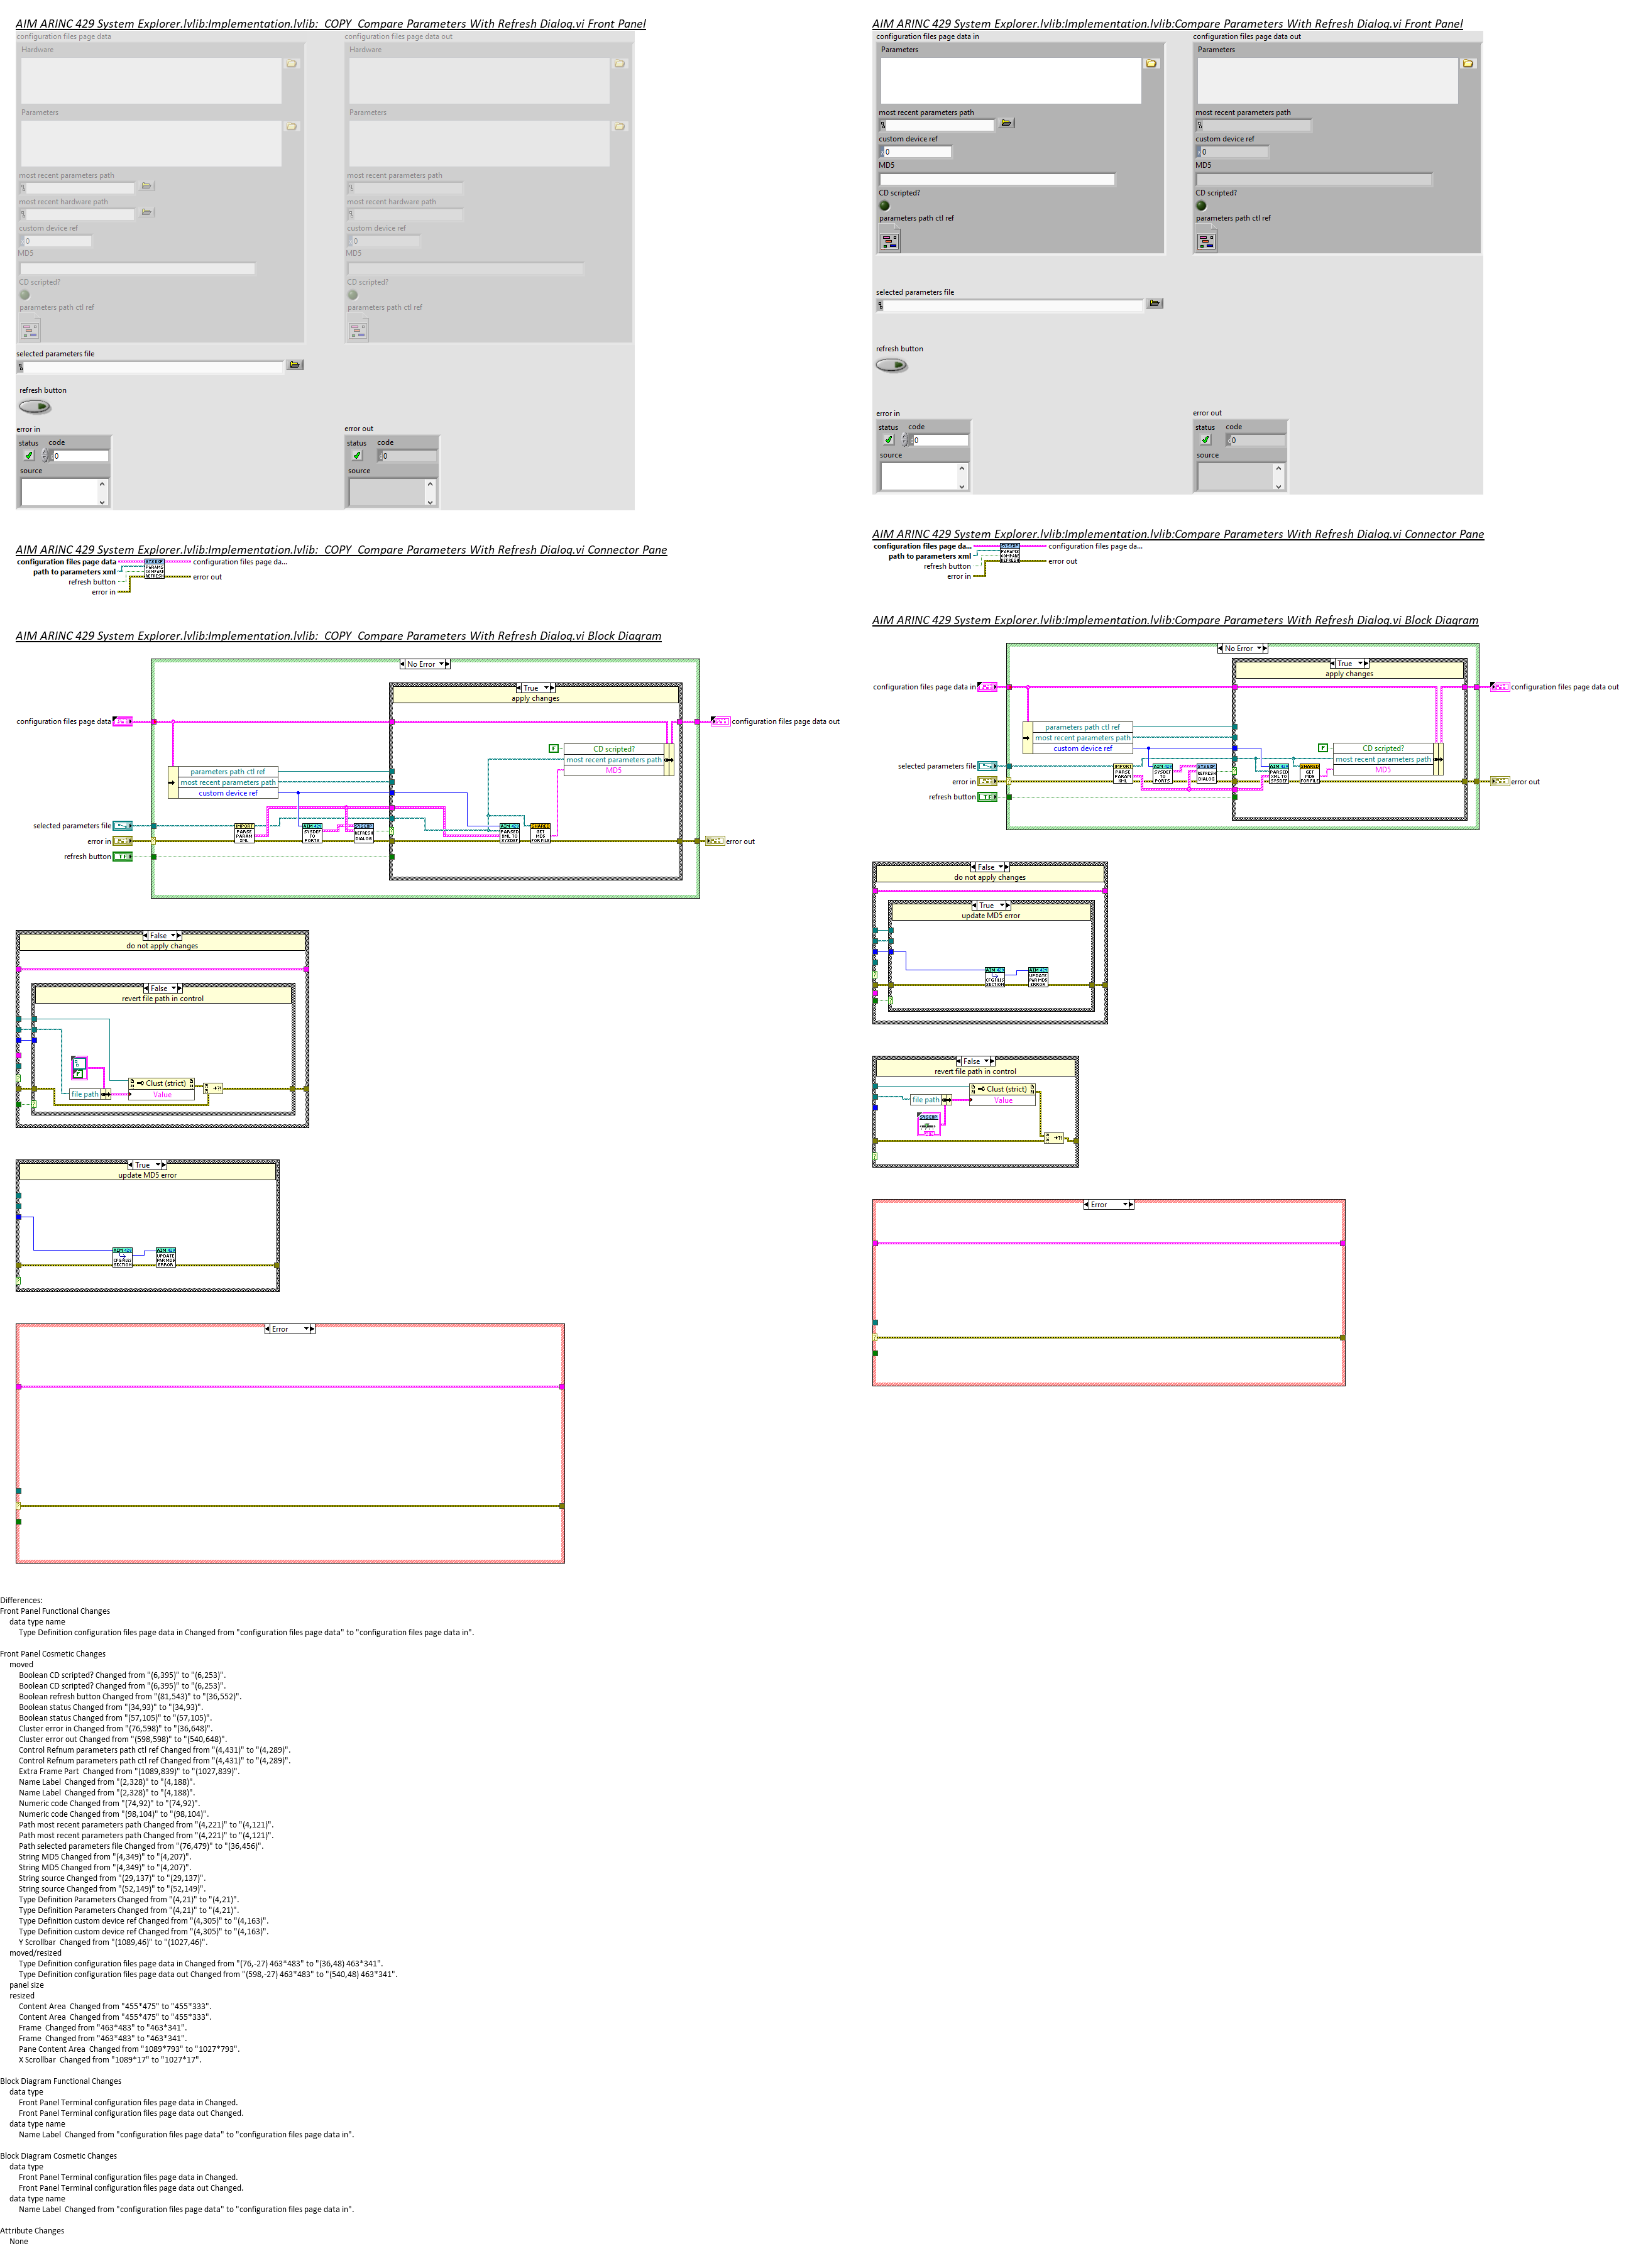 AIM ARINC 429 System Explorer.lvlib:Implementation.lvlib:_COPY_Compare Parameters With Refresh Dialog.vi Front Panel
configuration files page data
configuration files page data out
Hardware
Hardware
Parameters
Parameters
most recent parameters path
most recent parameters path
most recent hardware path
most recent hardware path
custom device ref
custom device ref
0
0
MD5
MD5
CD scripted?
CD scripted?
parameters path ctl ref
parameters path ctl ref
selected parameters file
refresh button
error in
error out
status code
status code
0
0
source
source
AIM ARINC 429 System Explorer.lvlib:Implementation.lvlib:_COPY_Compare Parameters With Refresh Dialog.vi Connector Pane
configuration files page data
configuration files page da...
path to parameters xml
refresh button
error out
error in
AIM ARINC 429 System Explorer.lvlib:Implementation.lvlib:_COPY_Compare Parameters With Refresh Dialog.vi Block Diagram
No Error
True
apply changes
configuration files page data
configuration files page data out
CD scripted?
most recent parameters path
MD5
parameters path ctl ref
most recent parameters path
custom device ref
selected parameters file
error in
error out
refresh button
False
do not apply changes
False
revert file path in control
Clust (strict)
file path
Value
True
update MD5 error
Error
AIM ARINC 429 System Explorer.lvlib:Implementation.lvlib:Compare Parameters With Refresh Dialog.vi Front Panel
configuration files page data in
configuration files page data out
Parameters
Parameters
most recent parameters path
most recent parameters path
custom device ref
custom device ref
0
0
MD5
MD5
CD scripted?
CD scripted?
parameters path ctl ref
parameters path ctl ref
selected parameters file
refresh button
error in
error out
status code
status code
0
0
source
source
AIM ARINC 429 System Explorer.lvlib:Implementation.lvlib:Compare Parameters With Refresh Dialog.vi Connector Pane
configuration files page da...
configuration files page da...
path to parameters xml
refresh button
error out
error in
AIM ARINC 429 System Explorer.lvlib:Implementation.lvlib:Compare Parameters With Refresh Dialog.vi Block Diagram
No Error
True
apply changes
configuration files page data in
configuration files page data out
parameters path ctl ref
most recent parameters path
custom device ref
CD scripted?
most recent parameters path
MD5
selected parameters file
error in
error out
refresh button
False
do not apply changes
True
update MD5 error
False
revert file path in control
Clust (strict)
file path
Value
Error
Differences:
Front Panel Functional Changes
data type name
Type Definition configuration files page data in Changed from "configuration files page data" to "configuration files page data in".
Front Panel Cosmetic Changes
moved
Boolean CD scripted? Changed from "(6,395)" to "(6,253)".
Boolean CD scripted? Changed from "(6,395)" to "(6,253)".
Boolean refresh button Changed from "(81,543)" to "(36,552)".
Boolean status Changed from "(34,93)" to "(34,93)".
Boolean status Changed from "(57,105)" to "(57,105)".
Cluster error in Changed from "(76,598)" to "(36,648)".
Cluster error out Changed from "(598,598)" to "(540,648)".
Control Refnum parameters path ctl ref Changed from "(4,431)" to "(4,289)".
Control Refnum parameters path ctl ref Changed from "(4,431)" to "(4,289)".
Extra Frame Part  Changed from "(1089,839)" to "(1027,839)".
Name Label  Changed from "(2,328)" to "(4,188)".
Name Label  Changed from "(2,328)" to "(4,188)".
Numeric code Changed from "(74,92)" to "(74,92)".
Numeric code Changed from "(98,104)" to "(98,104)".
Path most recent parameters path Changed from "(4,221)" to "(4,121)".
Path most recent parameters path Changed from "(4,221)" to "(4,121)".
Path selected parameters file Changed from "(76,479)" to "(36,456)".
String MD5 Changed from "(4,349)" to "(4,207)".
String MD5 Changed from "(4,349)" to "(4,207)".
String source Changed from "(29,137)" to "(29,137)".
String source Changed from "(52,149)" to "(52,149)".
Type Definition Parameters Changed from "(4,21)" to "(4,21)".
Type Definition Parameters Changed from "(4,21)" to "(4,21)".
Type Definition custom device ref Changed from "(4,305)" to "(4,163)".
Type Definition custom device ref Changed from "(4,305)" to "(4,163)".
Y Scrollbar  Changed from "(1089,46)" to "(1027,46)".
moved/resized
Type Definition configuration files page data in Changed from "(76,-27) 463*483" to "(36,48) 463*341".
Type Definition configuration files page data out Changed from "(598,-27) 463*483" to "(540,48) 463*341".
panel size
resized
Content Area  Changed from "455*475" to "455*333".
Content Area  Changed from "455*475" to "455*333".
Frame  Changed from "463*483" to "463*341".
Frame  Changed from "463*483" to "463*341".
Pane Content Area  Changed from "1089*793" to "1027*793".
X Scrollbar  Changed from "1089*17" to "1027*17".
Block Diagram Functional Changes
data type
Front Panel Terminal configuration files page data in Changed.
Front Panel Terminal configuration files page data out Changed.
data type name
Name Label  Changed from "configuration files page data" to "configuration files page data in".
Block Diagram Cosmetic Changes
data type
Front Panel Terminal configuration files page data in Changed.
Front Panel Terminal configuration files page data out Changed.
data type name
Name Label  Changed from "configuration files page data" to "configuration files page data in".
Attribute Changes
None